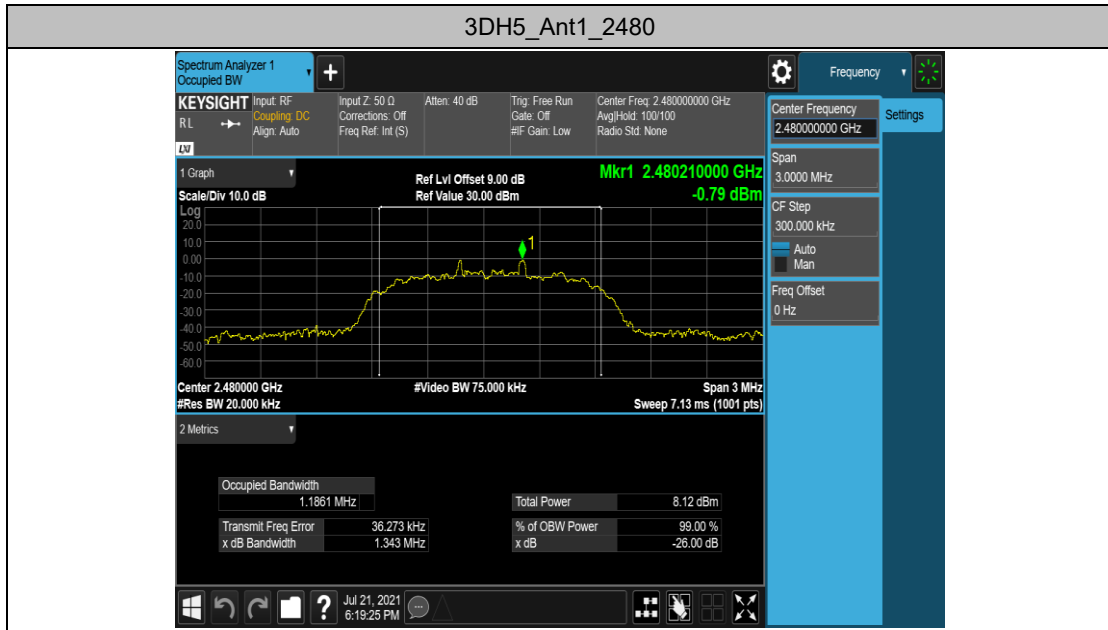 3DH5_Ant1_2480
Spectrum Analyzer 1
Occupied BW
+
Frequency
KEYSIGHT
R L
LXI
Input: RF
Coupling: DC
Align: Auto
Input Z: 50 Ω
Corrections: Off
Freq Ref: Int (S)
Atten: 40 dB
Trig: Free Run
Gate: Off
#IF Gain: Low
Center Freq: 2.480000000 GHz
Avg|Hold: 100/100
Radio Std: None
Center Frequency
2.480000000 GHz
Settings
Span
3.0000 MHz
CF Step
300.000 kHz
Auto
Man
Freq Offset
0 Hz
1 Graph
Scale/Div 10.0 dB
Ref Lvl Offset 9.00 dB
Ref Value 30.00 dBm
Mkr1 2.480210000 GHz
-0.79 dBm
Log
20.0
10.0
0.00
-10.0
-20.0
-30.0
-40.0
-50.0
-60.0
1
Center 2.480000 GHz
#Video BW 75.000 kHz
Span 3 MHz
#Res BW 20.000 kHz
Sweep 7.13 ms (1001 pts)
2 Metrics
Occupied Bandwidth
1.1861 MHz
Total Power 8.12 dBm
Transmit Freq Error 36.273 kHz
% of OBW Power 99.00 %
x dB Bandwidth 1.343 MHz
x dB -26.00 dB
?
Jul 21, 2021
6:19:25 PM